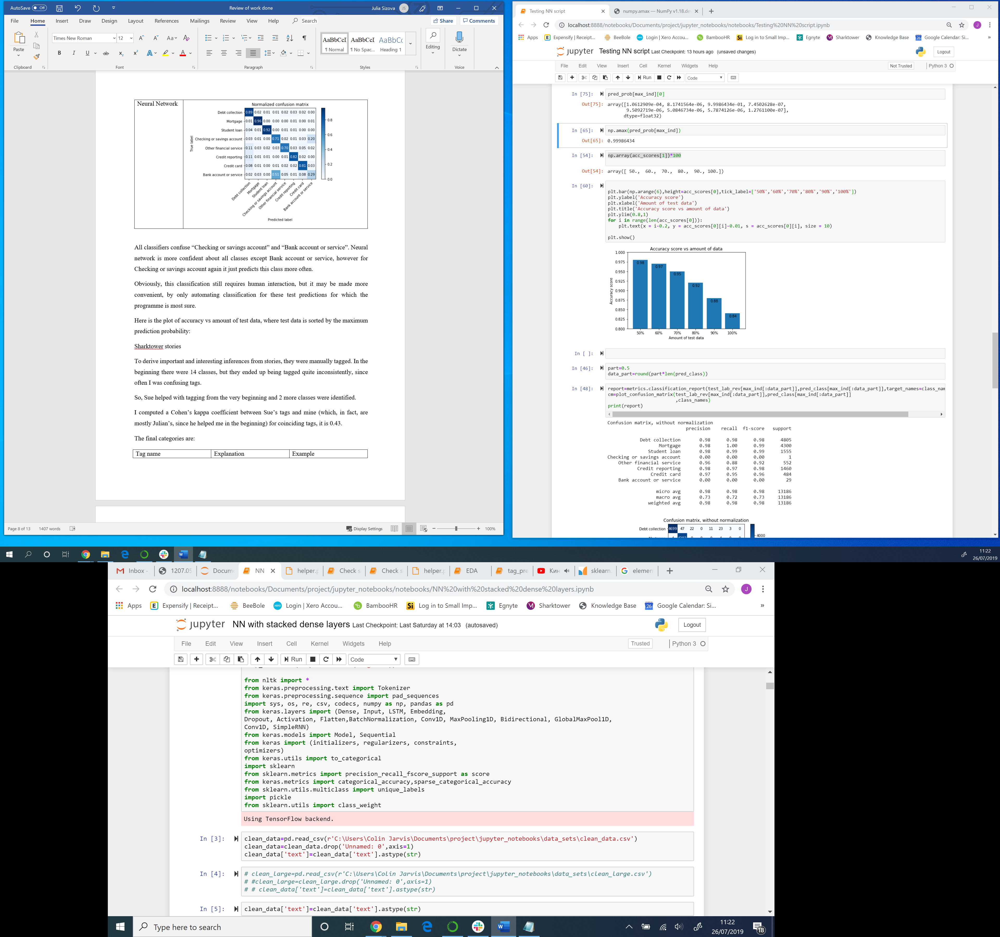 AutoSave Off
Review of work done
Julia Sizova JS
File Home Insert Draw Design Layout References Mailings Review View Help Search
Share Comments
Paste
Times New Roman 12
AaBbCcI AaBbCcI AaBbCc
¶ Normal ¶ No Spac... Heading 1
Editing
Dictate
Clipboard Font Paragraph Styles Voice
Neural Network
Normalized confusion matrix
True label
Debt collection 0.89 0.02 0.01 0.01 0.02 0.03 0.02 0.00
Mortgage 0.01 0.96 0.00 0.00 0.00 0.01 0.00 0.01
Student loan 0.04 0.01 0.92 0.00 0.01 0.01 0.00 0.00
Checking or savings account 0.03 0.01 0.00 0.71 0.02 0.01 0.03 0.20
Other financial service 0.11 0.03 0.02 0.03 0.70 0.03 0.05 0.02
Credit reporting 0.11 0.01 0.01 0.00 0.01 0.82 0.02 0.00
Credit card 0.08 0.01 0.00 0.01 0.02 0.02 0.81 0.03
Bank account or service 0.02 0.03 0.00 0.51 0.05 0.01 0.08 0.29
0.8
0.6
0.4
0.2
0.0
Debt collection
Mortgage
Student loan
Checking or savings account
Other financial service
Credit reporting
Credit card
Bank account or service
Predicted label
All classifiers confuse “Checking or savings account” and “Bank account or service”. Neural
network is more confident about all classes except Bank account or service, however for
Checking or savings account again it just predicts this class more often.
Obviously, this classification still requires human interaction, but it may be made more
convenient, by only automating classification for these test predictions for which the
programme is most sure.
Here is the plot of accuracy vs amount of test data, where test data is sorted by the maximum
prediction probability:
Sharktower stories
To derive important and interesting inferences from stories, they were manually tagged. In the
beginning there were 14 classes, but they ended up being tagged quite inconsistently, since
often I was confusing tags.
So, Sue helped with tagging from the very beginning and 2 more classes were identified.
I computed a Cohen’s kappa coefficient between Sue’s tags and mine (which, in fact, are
mostly Julian’s, since he helped me in the beginning) for coinciding tags, it is 0.43.
The final categories are:
Tag name Explanation Example
Page 8 of 13 1407 words
Display Settings
100%
Testing NN script
numpy.amax — NumPy v1.18.de
localhost:8888/notebooks/Documents/project/jupyter_notebooks/notebooks/Testing%20NN%20script.ipynb
Apps Expensify | Receipt... BeeBole Login | Xero Accou... BambooHR Log in to Small Imp... Egnyte Sharktower Knowledge Base Google Calendar: Si... »
jupyter Testing NN script Last Checkpoint: 13 hours ago (unsaved changes)
Logout
File Edit View Insert Cell Kernel Widgets Help
Not Trusted Python 3
Run Code
In [75]: pred_prob[max_ind][0]
Out[75]: array([1.0612909e-04, 8.1741564e-06, 9.9986434e-01, 7.4502628e-07,
9.5092719e-06, 5.0846734e-06, 5.7874126e-06, 1.2761100e-07],
dtype=float32)
In [65]: np.amax(pred_prob[max_ind])
Out[65]: 0.99986434
In [54]: np.array(acc_scores[1])*100
Out[54]: array([ 50., 60., 70., 80., 90., 100.])
In [60]:
plt.bar(np.arange(6),height=acc_scores[0],tick_label=['50%','60%','70%','80%','90%','100%'])
plt.ylabel('Accuracy score')
plt.xlabel('Amount of test data')
plt.title('Accuracy score vs amount of data')
plt.ylim(0.8,1)
for i in range(len(acc_scores[0])):
plt.text(x = i-0.2, y = acc_scores[0][i]-0.01, s = acc_scores[0][i], size = 10)
plt.show()
Accuracy score vs amount of data
Accuracy score
1.000
0.975
0.950
0.925
0.900
0.875
0.850
0.825
0.800
0.98 0.97 0.95 0.92 0.88 0.84
50% 60% 70% 80% 90% 100%
Amount of test data
In [ ]:
In [46]: part=0.5
data_part=round(part*len(pred_class))
In [48]: report=metrics.classification_report(test_lab_rev[max_ind[:data_part]],pred_class[max_ind[:data_part]],target_names=class_nam
cm=plot_confusion_matrix(test_lab_rev[max_ind[:data_part]],pred_class[max_ind[:data_part]]
,class_names)
print(report)
Confusion matrix, without normalization
precision recall f1-score support
Debt collection 0.98 0.98 0.98 4805
Mortgage 0.98 1.00 0.99 4300
Student loan 0.98 0.99 0.99 1555
Checking or savings account 0.00 0.00 0.00 1
Other financial service 0.96 0.88 0.92 552
Credit reporting 0.98 0.97 0.98 1460
Credit card 0.97 0.95 0.96 484
Bank account or service 0.00 0.00 0.00 29
micro avg 0.98 0.98 0.98 13186
macro avg 0.73 0.72 0.73 13186
weighted avg 0.98 0.98 0.98 13186
Confusion matrix, without normalization
Debt collection 4699 47 22 0 11 23 3 0
4000
11:22
26/07/2019
Inbox - 1207.05 Docum NN helper.p Check s Check s helper.p EDA tag_pre Кин sklearn. elemen
localhost:8888/notebooks/Documents/project/jupyter_notebooks/notebooks/NN%20with%20stacked%20dense%20layers.ipynb
Apps Expensify | Receipt... BeeBole Login | Xero Accou... BambooHR Log in to Small Imp... Egnyte Sharktower Knowledge Base Google Calendar: Si... »
jupyter NN with stacked dense layers Last Checkpoint: Last Saturday at 14:03 (autosaved)
Logout
File Edit View Insert Cell Kernel Widgets Help
Trusted Python 3
Run Code
from nltk import *
from keras.preprocessing.text import Tokenizer
from keras.preprocessing.sequence import pad_sequences
import sys, os, re, csv, codecs, numpy as np, pandas as pd
from keras.layers import (Dense, Input, LSTM, Embedding,
Dropout, Activation, Flatten,BatchNormalization, Conv1D, MaxPooling1D, Bidirectional, GlobalMaxPool1D,
Conv1D, SimpleRNN)
from keras.models import Model, Sequential
from keras import (initializers, regularizers, constraints,
optimizers)
from keras.utils import to_categorical
import sklearn
from sklearn.metrics import precision_recall_fscore_support as score
from keras.metrics import categorical_accuracy,sparse_categorical_accuracy
from sklearn.utils.multiclass import unique_labels
import pickle
from sklearn.utils import class_weight
Using TensorFlow backend.
In [3]: clean_data=pd.read_csv(r'C:\Users\Colin Jarvis\Documents\project\jupyter_notebooks\data_sets\clean_data.csv')
clean_data=clean_data.drop('Unnamed: 0',axis=1)
clean_data['text']=clean_data['text'].astype(str)
In [4]: # clean_large=pd.read_csv(r'C:\Users\Colin Jarvis\Documents\project\jupyter_notebooks\data_sets\clean_large.csv')
# #clean_large=clean_large.drop('Unnamed: 0',axis=1)
# # clean_data['text']=clean_data['text'].astype(str)
In [5]: clean_data['text']=clean_data['text'].astype(str)
Type here to search
11:22
26/07/2019
18